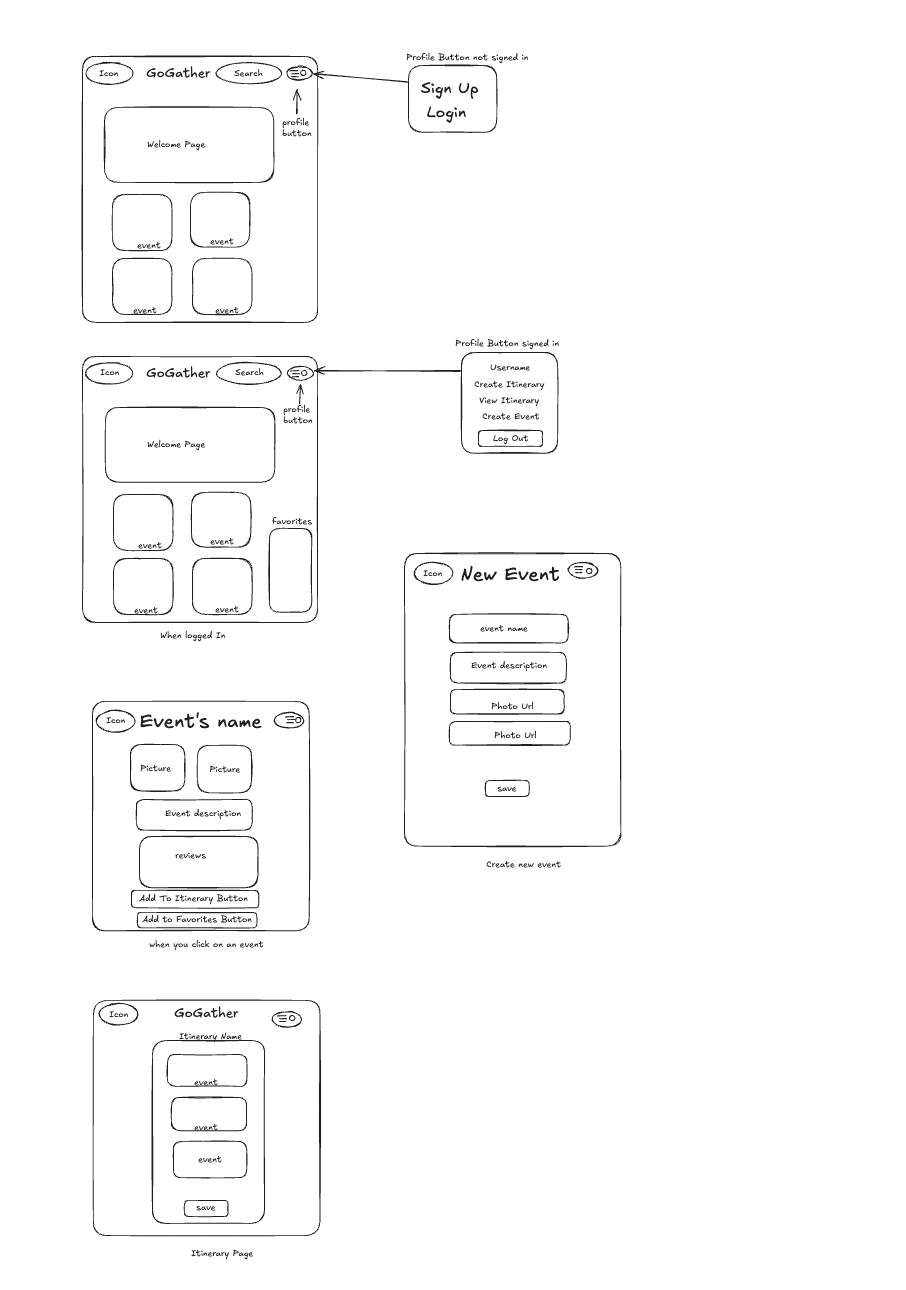 Profile Button not signed in
Icon GoGather Search
Sign Up
Login
profile
button
Welcome Page
event event
event event
Profile Button signed in
Icon GoGather Search
Username
Create Itinerary
View Itinerary
Create Event
Log Out
profile
button
Welcome Page
favorites
event event
event event
When logged In
Icon New Event
event name
Event description
Photo Url
Photo Url
save
Create new event
Icon Event's name
Picture Picture
Event description
reviews
Add To Itinerary Button
Add to Favorites Button
when you click on an event
Icon GoGather
Itinerary Name
event
event
event
save
Itinerary Page